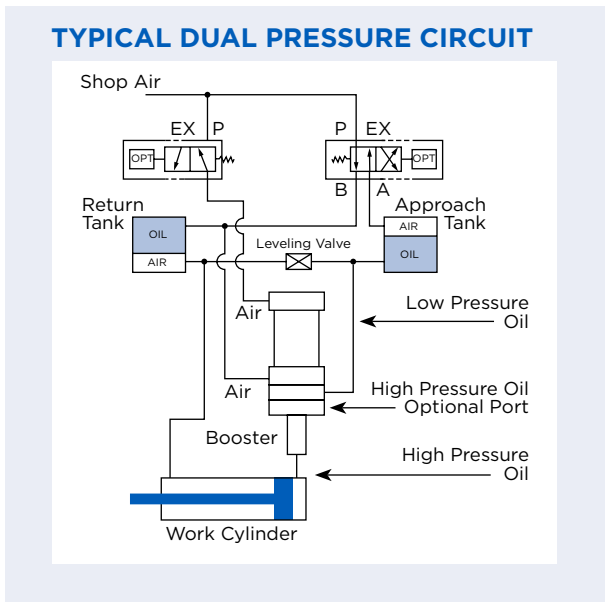 TYPICAL DUAL PRESSURE CIRCUIT
Shop Air
EX P
P EX
OPT
OPT
B A
Return
Tank
Approach
Tank
OIL
AIR
AIR
OIL
Leveling Valve
Air
Low Pressure
Oil
Air
High Pressure Oil
Optional Port
Booster
High Pressure
Oil
Work Cylinder